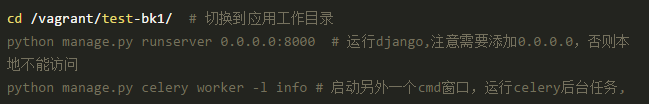 cd /vagrant/test-bk1/  # 切换到应用工作目录
python manage.py runserver 0.0.0.0:8000  # 运行django,注意需要添加0.0.0.0，否则本
地不能访问
python manage.py celery worker -l info # 启动另外一个cmd窗口，运行celery后台任务,